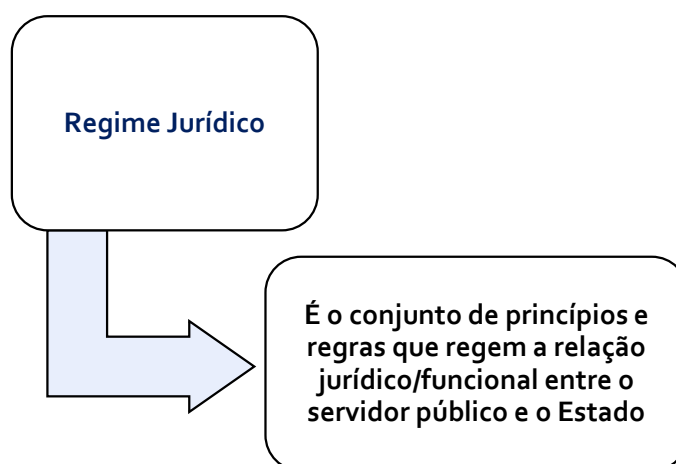 Regime Jurídico
É o conjunto de princípios e
regras que regem a relação
jurídico/funcional entre o
servidor público e o Estado